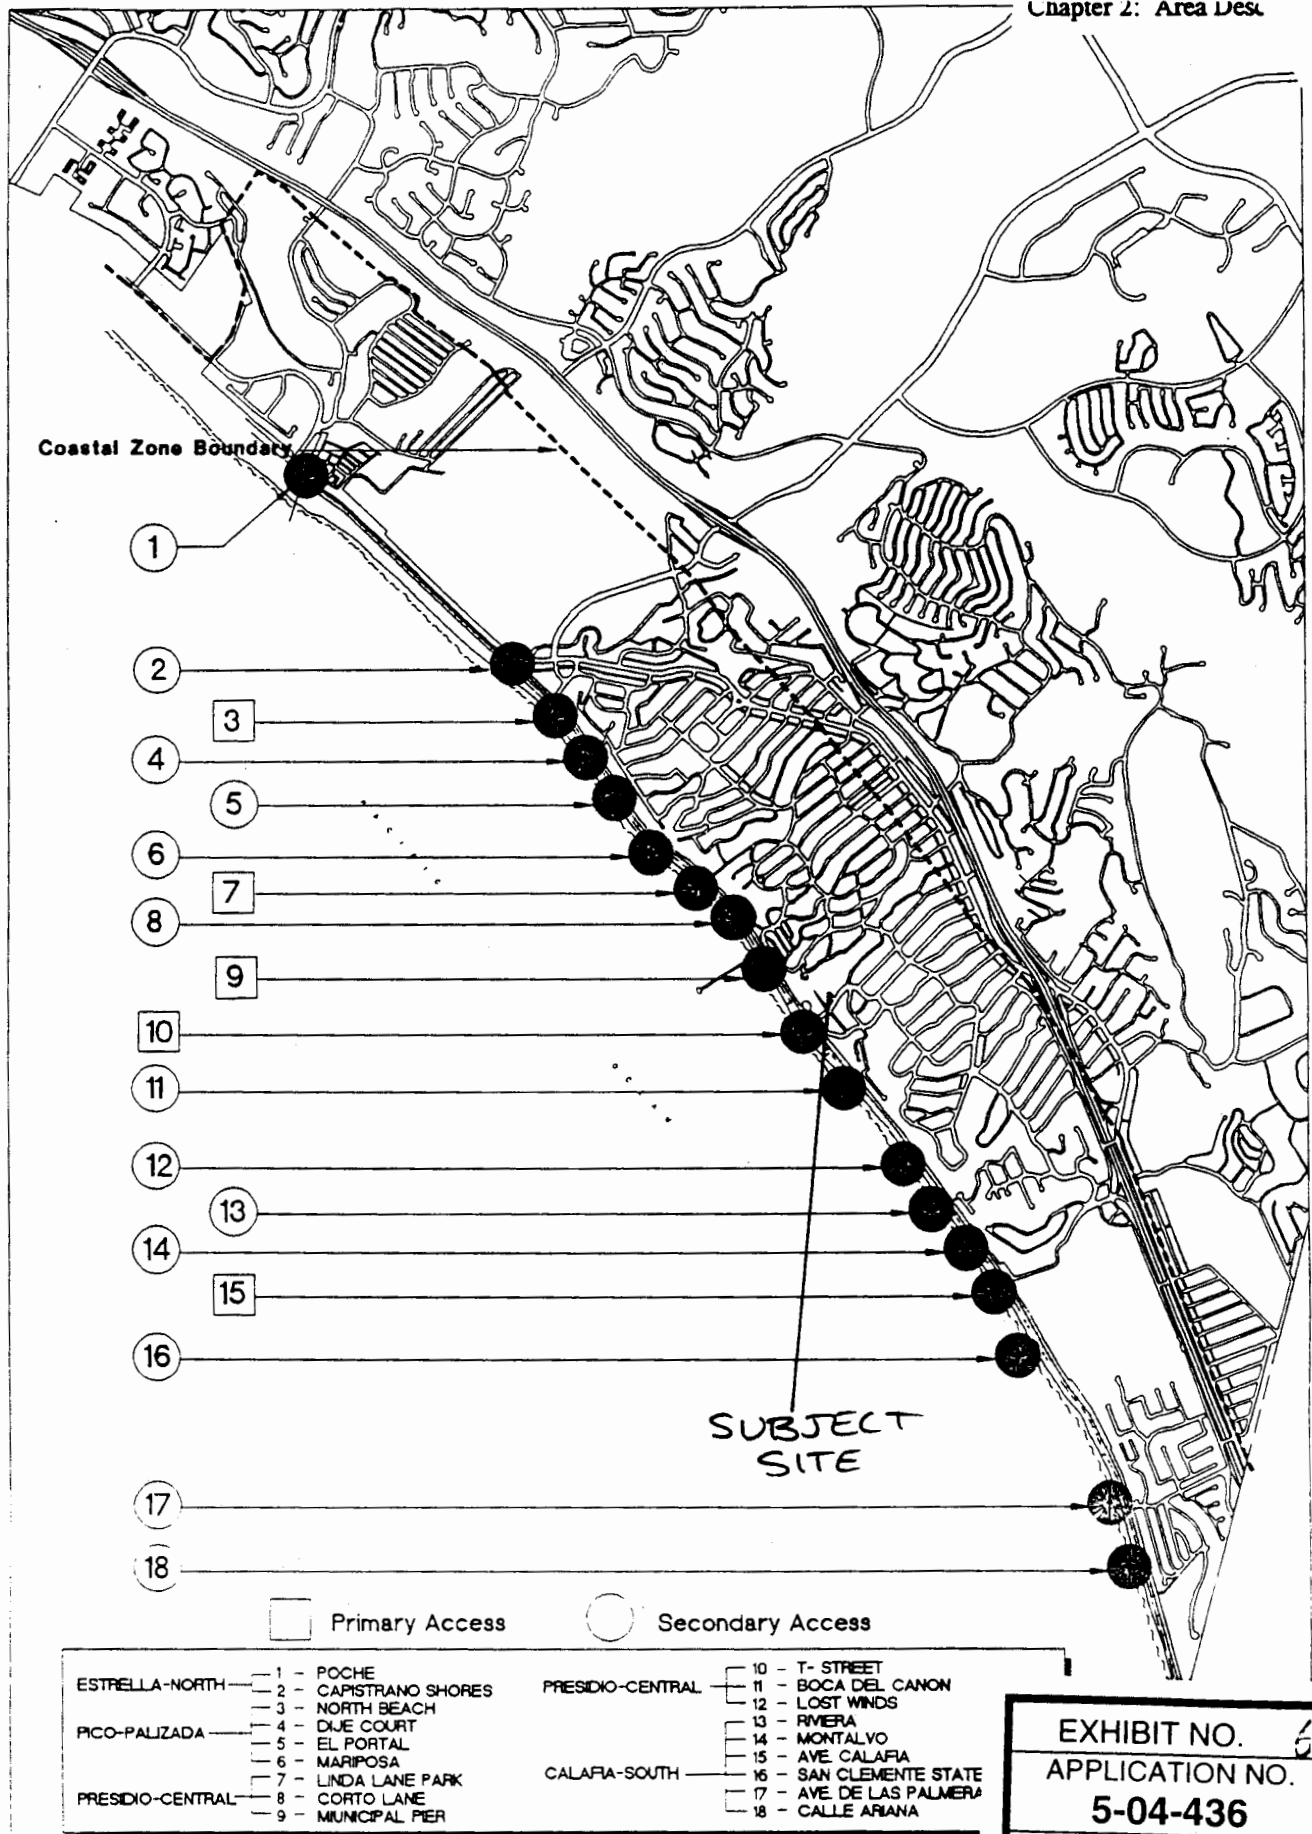 Chapter 2: Area Desc
Coastal Zone Boundary
1
2
3
4
5
6
7
8
9
10
11
12
13
14
15
16
SUBJECT
SITE
17
18
Primary Access
Secondary Access
ESTRELLA-NORTH
1 - POCHE
2 - CAPISTRANO SHORES
PICO-PALIZADA
3 - NORTH BEACH
4 - DIJE COURT
5 - EL PORTAL
6 - MARIPOSA
PRESIDIO-CENTRAL
7 - LINDA LANE PARK
8 - CORTO LANE
9 - MUNICIPAL PIER
PRESIDIO-CENTRAL
10 - T- STREET
11 - BOCA DEL CANON
12 - LOST WINDS
CALAFIA-SOUTH
13 - RIVIERA
14 - MONTALVO
15 - AVE. CALAFIA
16 - SAN CLEMENTE STATE
17 - AVE. DE LAS PALMERA
18 - CALLE ARIANA
EXHIBIT NO.
APPLICATION NO.
5-04-436